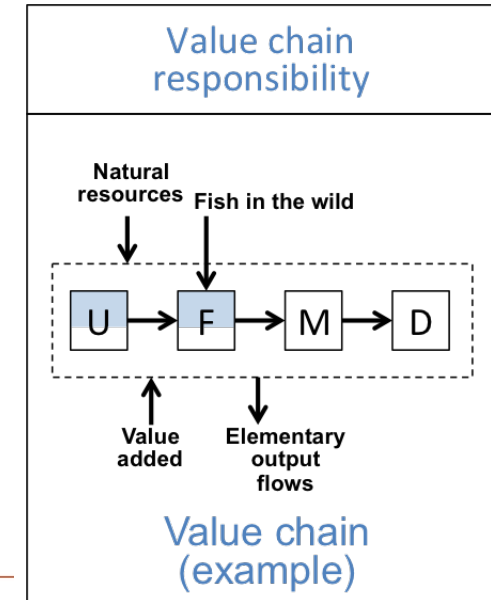 Value chain
responsibility
Natural
resources
Fish in the wild
U
F
M
D
Value
added
Elementary
output
flows
Value chain
(example)